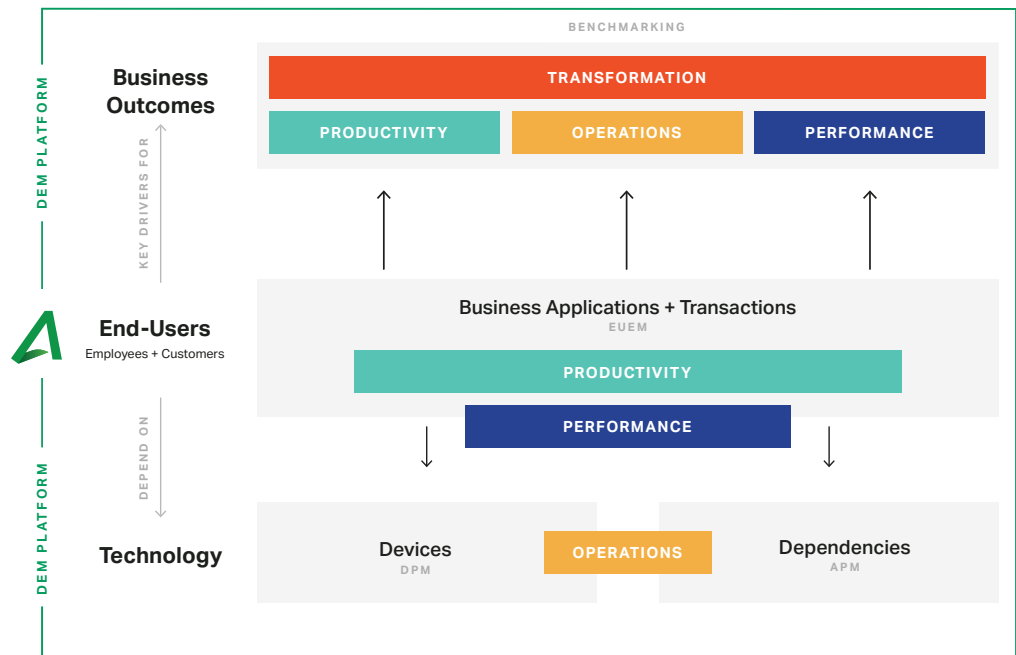 BENCHMARKING
Business
Outcomes
TRANSFORMATION
PRODUCTIVITY
OPERATIONS
PERFORMANCE
DEM PLATFORM
KEY DRIVERS FOR
End-Users
Employees + Customers
Business Applications + Transactions
EUEM
PRODUCTIVITY
PERFORMANCE
DEPEND ON
DEM PLATFORM
Technology
Devices
DPM
OPERATIONS
Dependencies
APM